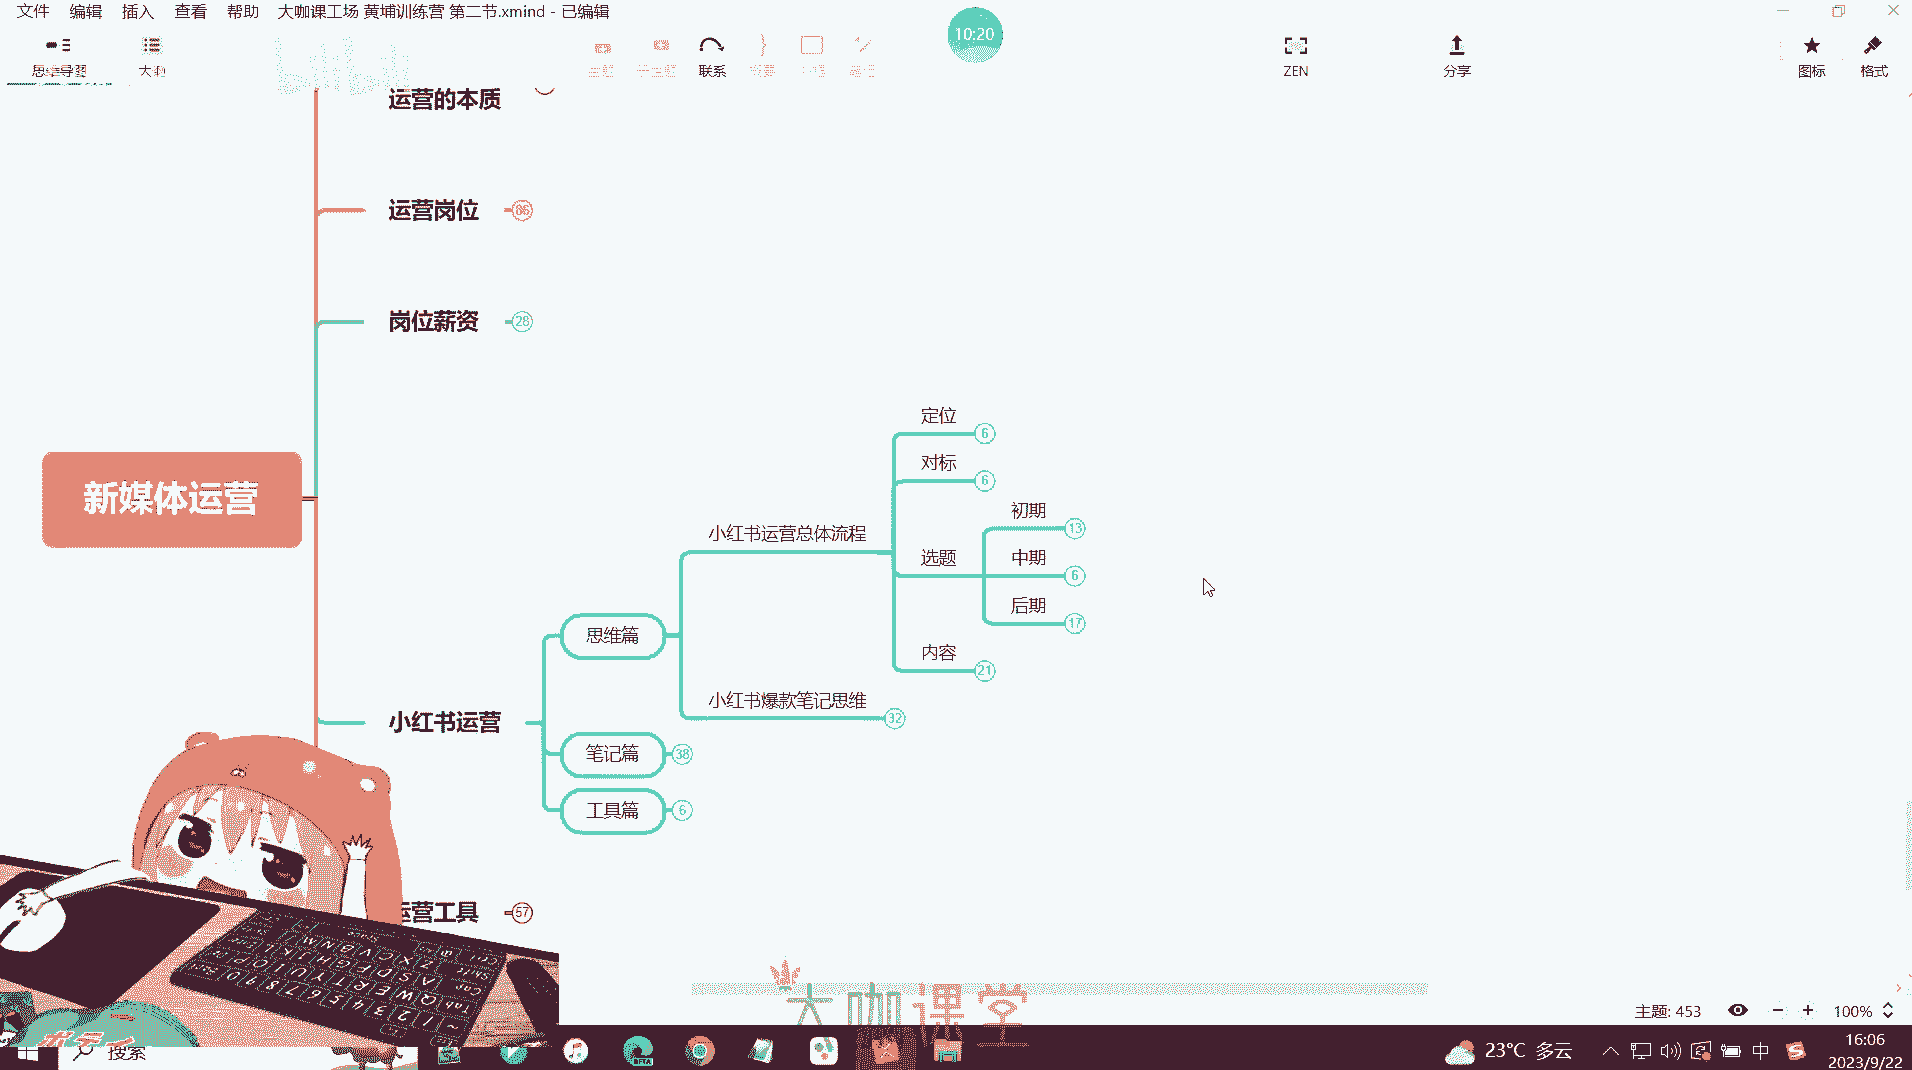 文件 编辑 插入 查看 帮助 大咖课工场 黄埔训练营 第二节.xmind - 已编辑
10:20
思维导图 大纲 联系 ZEN 分享 图标 格式
运营的本质
运营岗位 66
岗位薪资 28
新媒体运营
定位 6
对标 6
初期 13
小红书运营总体流程
选题
中期 6
后期 17
思维篇
内容 21
小红书爆款笔记思维 32
小红书运营
笔记篇 38
工具篇 6
运营工具 57
大咖课堂
主题: 453 100%
搜索
BETA
23°C 多云
中
16:06
2023/9/22